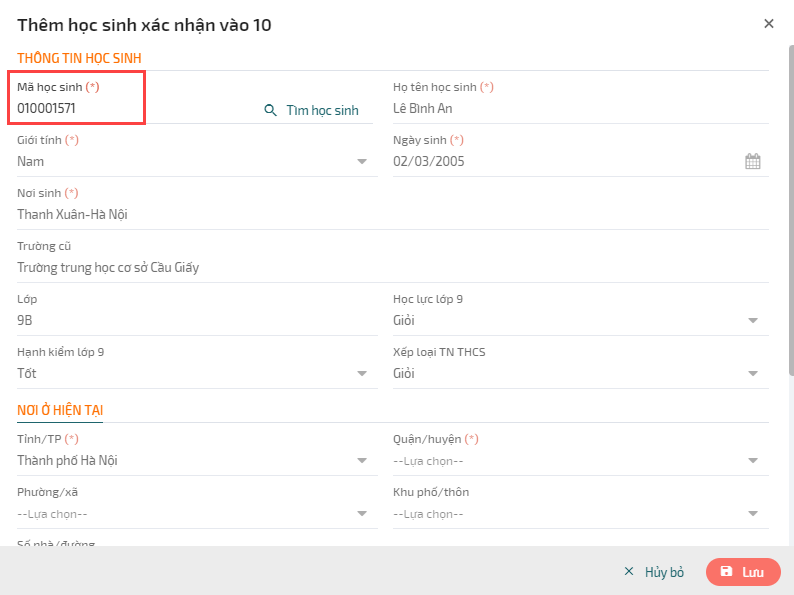 Thêm học sinh xác nhận vào 10
THÔNG TIN HỌC SINH
Mã học sinh (*)
010001571
Tìm học sinh
Họ tên học sinh (*)
Lê Bình An
Giới tính (*)
Nam
Ngày sinh (*)
02/03/2005
Nơi sinh (*)
Thanh Xuân-Hà Nội
Trường cũ
Trường trung học cơ sở Cầu Giấy
Lớp
9B
Học lực lớp 9
Giỏi
Hạnh kiểm lớp 9
Tốt
Xếp loại TN THCS
Giỏi
NƠI Ở HIỆN TẠI
Tỉnh/TP (*)
Thành phố Hà Nội
Quận/huyện (*)
--Lựa chọn--
Phường/xã
--Lựa chọn--
Khu phố/thôn
--Lựa chọn--
Số nhà/đường
Hủy bỏ
Lưu